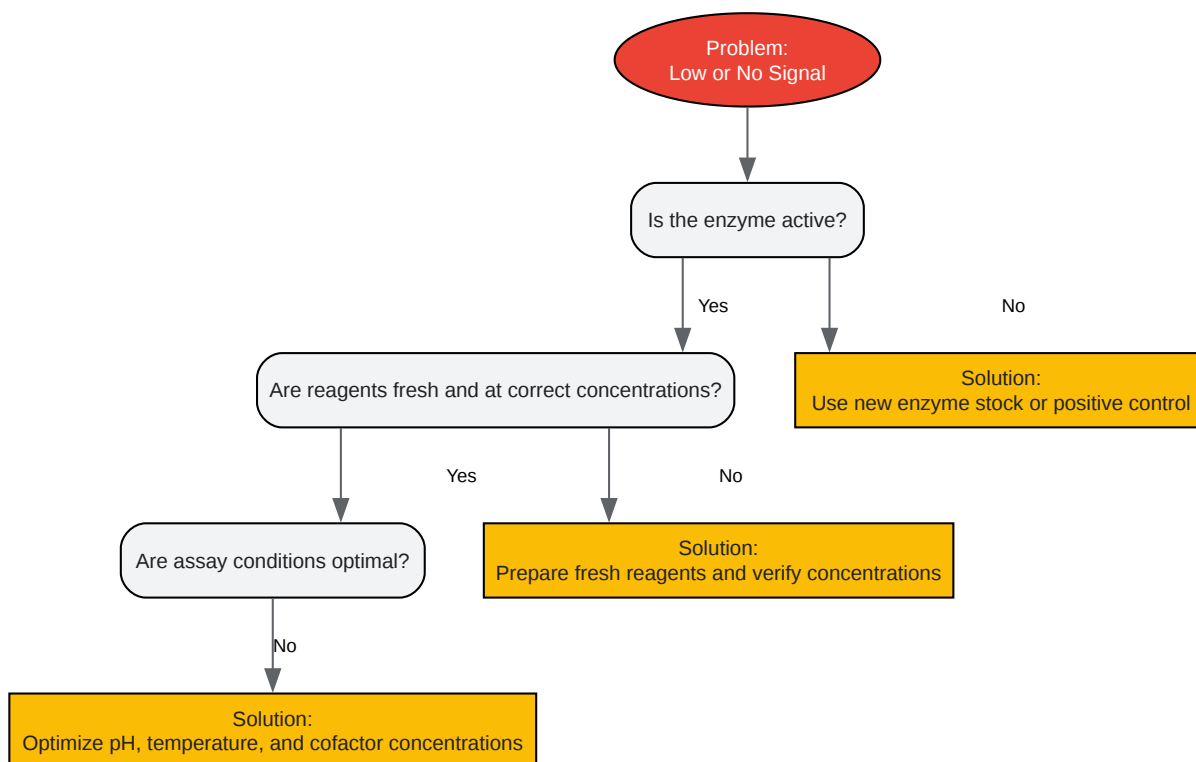 Problem:
Low or No Signal
Is the enzyme active?
Yes
No
Are reagents fresh and at correct concentrations?
Solution:
Use new enzyme stock or positive control
Yes
No
Are assay conditions optimal?
Solution:
Prepare fresh reagents and verify concentrations
No
Solution:
Optimize pH, temperature, and cofactor concentrations